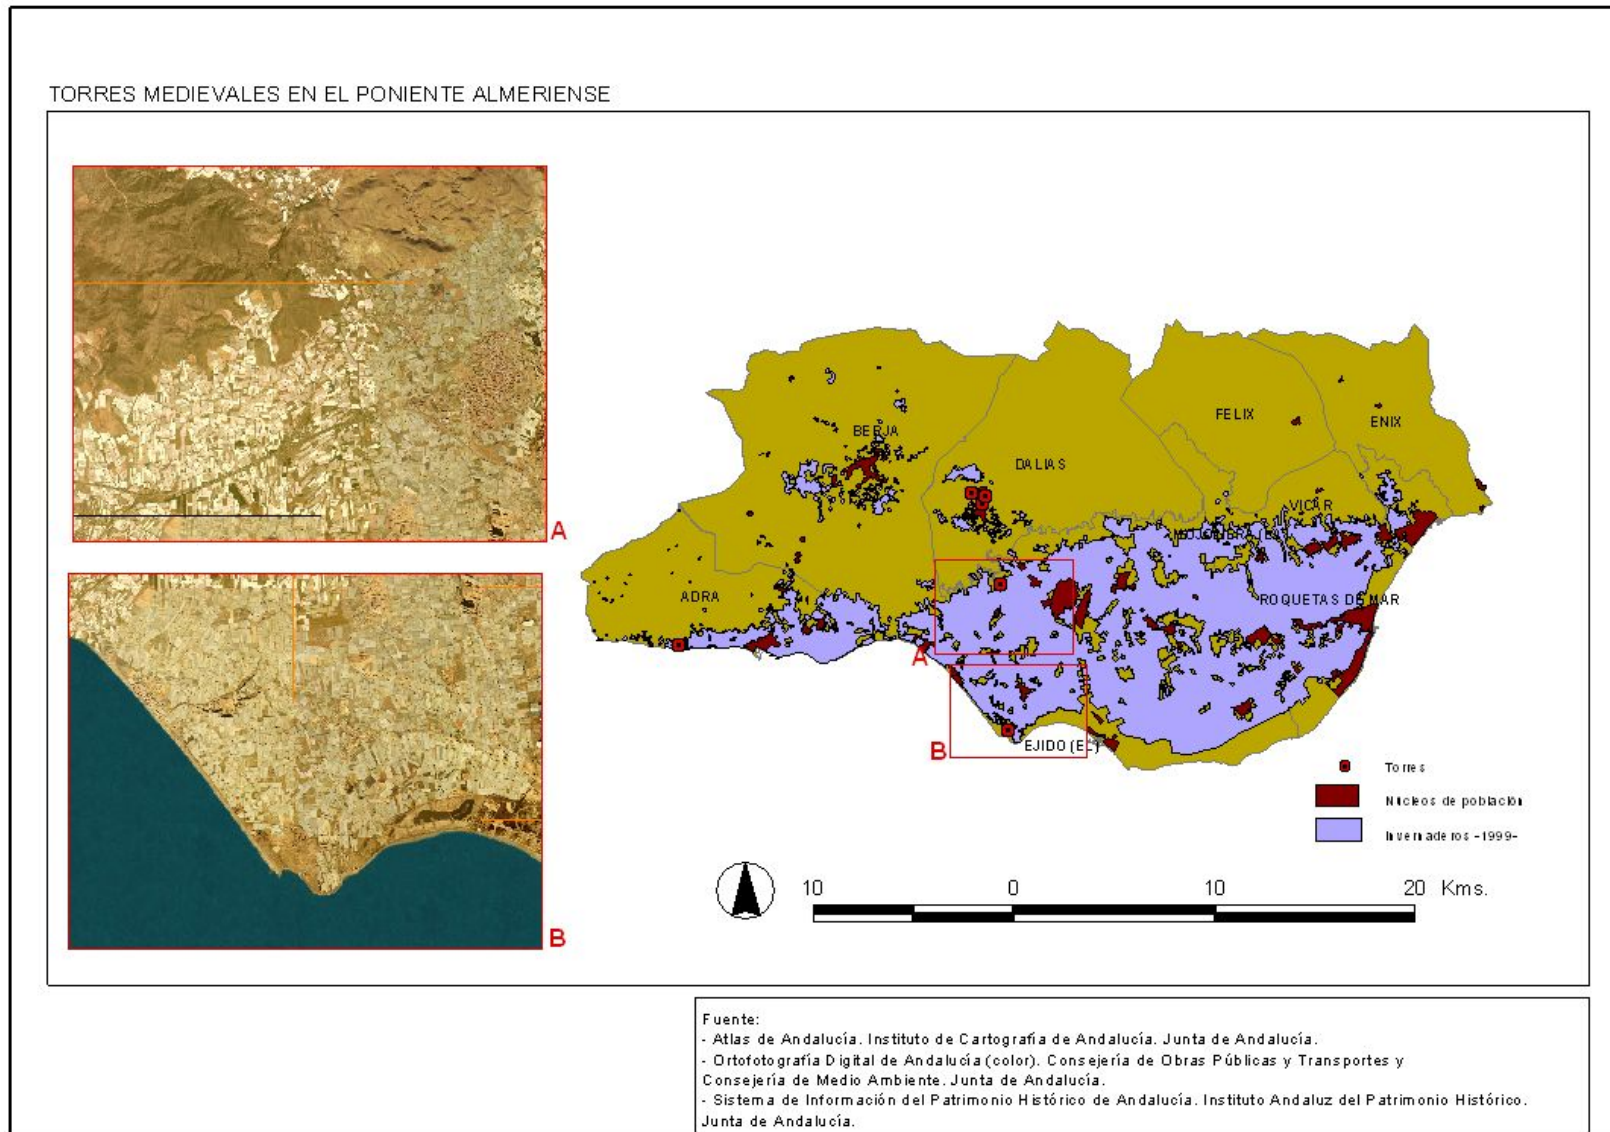 TORRES MEDIEVALES EN EL PONIENTE ALMERIENSE
A
B
BERJA
DALIAS
FELIX
ENIX
VICAR
MOJONERA (LA)
ADRA
ROQUETAS DE MAR
A
B
EJIDO (EL)
Torres
Núcleos de población
Invernaderos -1999-
10 0 10 20 Kms.
Fuente:
- Atlas de Andalucía. Instituto de Cartografía de Andalucía. Junta de Andalucía.
- Ortofotografía Digital de Andalucía (color). Consejería de Obras Públicas y Transportes y
Consejería de Medio Ambiente. Junta de Andalucía.
- Sistema de Información del Patrimonio Histórico de Andalucía. Instituto Andaluz del Patrimonio Histórico.
Junta de Andalucía.